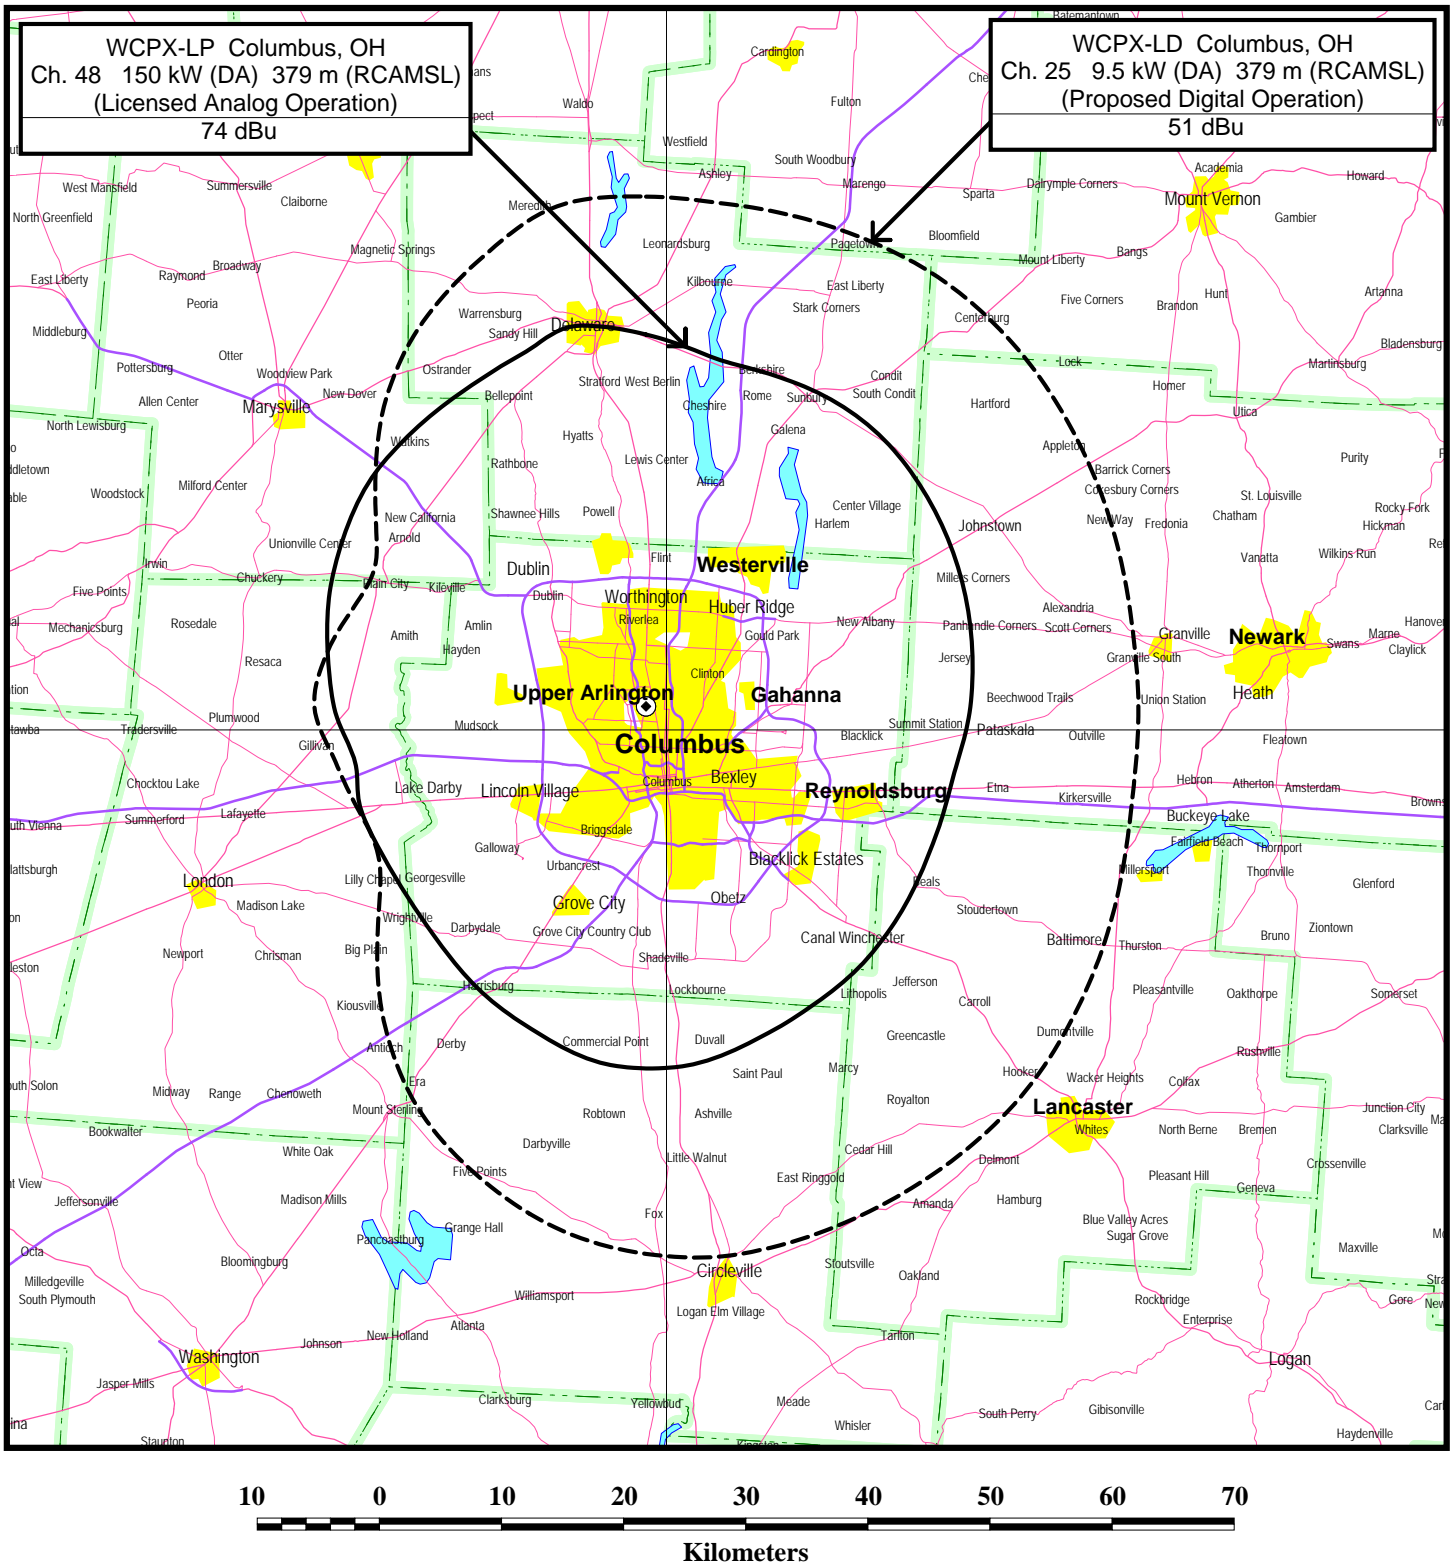 WCPX-LP Columbus, OH
Ch. 48 150 kW (DA) 379 m (RCAMSL)
(Licensed Analog Operation)
74 dBu
WCPX-LD Columbus, OH
Ch. 25 9.5 kW (DA) 379 m (RCAMSL)
(Proposed Digital Operation)
51 dBu
Cardington
Waldo
Fulton
Westfield
South Woodbury
Ashley
Marengo
Sparta
Dalrymple Corners
Academia
Howard
Mount Vernon
Gambier
West Mansfield
Summersville
Claiborne
North Greenfield
Meredith
Magnetic Springs
Leonardsburg
Pagetown
Bloomfield
Mount Liberty
Bangs
East Liberty
Raymond
Broadway
Peoria
Kilbourne
East Liberty
Stark Corners
Centerburg
Five Corners
Brandon
Hunt
Artanna
Middleburg
Warrensburg
Sandy Hill
Delaware
Bladensburg
Otter
Pottersburg
Woodview Park
New Dover
Ostrander
Berkshire
Condit
Lock
Martinsburg
Allen Center
Marysville
Bellepoint
Stratford
West Berlin
Cheshire
Rome
Sunbury
South Condit
Hartford
Homer
Utica
North Lewisburg
Watkins
Hyatts
Galena
Appleton
Rathbone
Lewis Center
Africa
Barrick Corners
Purity
Woodstock
Milford Center
Cokesbury Corners
St. Louisville
New California
Arnold
Shawnee Hills
Powell
Center Village
Harlem
Johnstown
New Way
Fredonia
Chatham
Rocky Fork
Hickman
Unionville Center
Irwin
Chuckery
Plain City
Kileville
Dublin
Flint
Westerville
Vanatta
Wilkins Run
Millers Corners
Five Points
Mechanicsburg
Rosedale
Dublin
Worthington
Riverlea
Huber Ridge
Gould Park
New Albany
Alexandria
Panhandle Corners
Scott Corners
Granville
Newark
Swans
Marne
Hanover
Claylick
Amith
Amlin
Hayden
Resaca
Clinton
Jersey
Granville South
Heath
Upper Arlington
Gahanna
Beechwood Trails
Union Station
Plumwood
Tradersville
Gillivan
Mudsock
Columbus
Blacklick
Summit Station
Pataskala
Outville
Fleatown
Chocktou Lake
Lake Darby
Lincoln Village
Columbus
Bexley
Reynoldsburg
Etna
Kirkersville
Hebron
Atherton
Amsterdam
Summerford
Lafayette
Briggsdale
Buckeye Lake
Fairfield Beach
Thornport
Galloway
Urbancrest
Blacklick Estates
London
Lilly Chapel
Georgesville
Obetz
Beals
Millersport
Thornville
Glenford
Madison Lake
Wrightville
Darbydale
Grove City
Grove City Country Club
Canal Winchester
Stoudertown
Baltimore
Thurston
Bruno
Ziontown
Newport
Chrisman
Big Plain
Shadeville
Kiousville
Harrisburg
Lockbourne
Lithopolis
Jefferson
Carroll
Pleasantville
Oakthorpe
Somerset
Antioch
Derby
Commercial Point
Duvall
Greencastle
Dumontville
Rushville
Midway
Range
Chenoweth
Era
Saint Paul
Marcy
Hooker
Wacker Heights
Colfax
Mount Sterling
Robtown
Ashville
Royalton
Lancaster
Whites
Junction City
Clarksville
Bookwalter
White Oak
Darbyville
Little Walnut
Cedar Hill
Delmont
North Berne
Bremen
Crossenville
Five Points
East Ringgold
Pleasant Hill
Geneva
Jeffersonville
Madison Mills
Grange Hall
Fox
Amanda
Hamburg
Blue Valley Acres
Sugar Grove
Octa
Bloomingburg
Pancoastburg
Circleville
Stoutsville
Oakland
Maxville
Milledgeville
South Plymouth
Williamsport
Logan Elm Village
Rockbridge
Enterprise
Gore
Johnson
New Holland
Atlanta
Tarlton
Washington
Logan
Jasper Mills
Clarksburg
Yellowbud
Meade
Whisler
South Perry
Gibisonville
Haydenville
Staunton
10 0 10 20 30 40 50 60 70
Kilometers